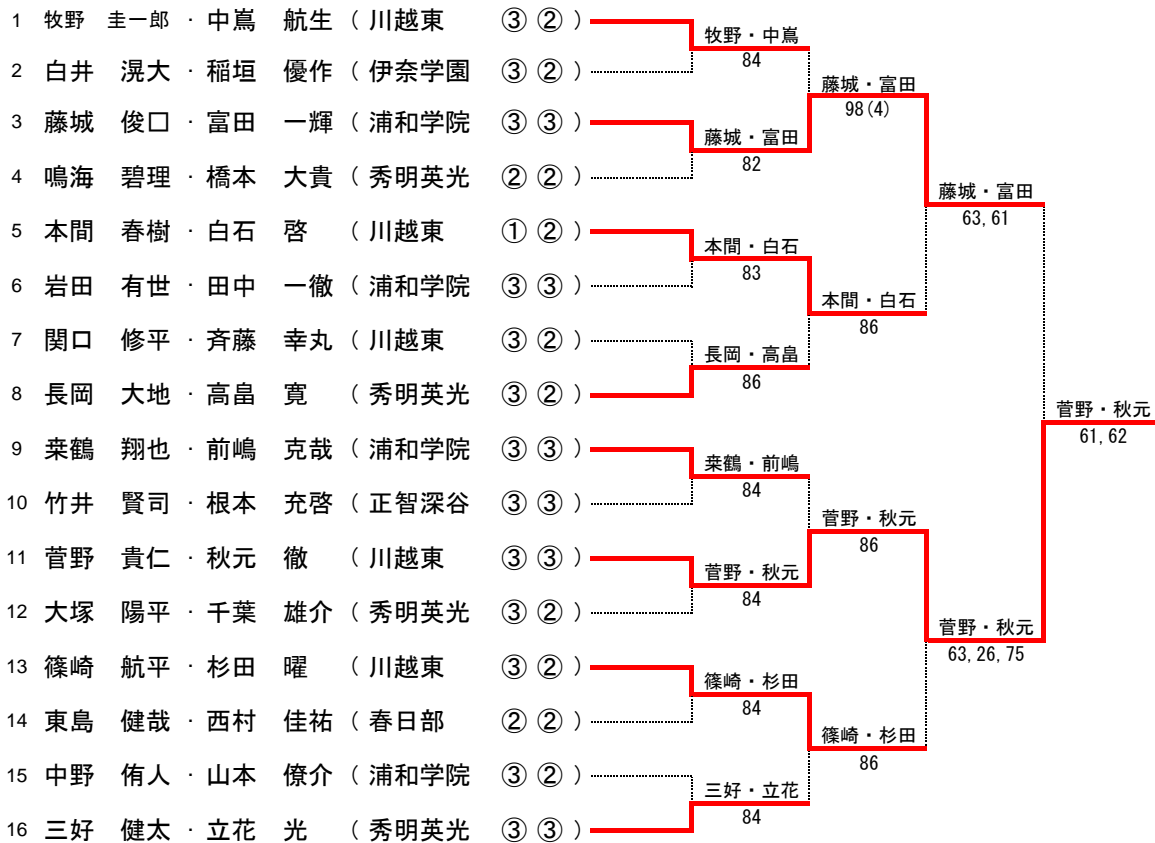 1 牧野 圭一郎 · 中嶌 航生 ( 川越東 ③ ② )
牧野・中嶌
84
2 白井 滉大 · 稲垣 優作 ( 伊奈学園 ③ ② )
藤城・富田
98(4)
3 藤城 俊□ · 富田 一輝 ( 浦和学院 ③ ③ )
藤城・富田
82
4 鳴海 碧理 · 橋本 大貴 ( 秀明英光 ② ② )
藤城・富田
63, 61
5 本間 春樹 · 白石 啓 ( 川越東 ① ② )
本間・白石
83
6 岩田 有世 · 田中 一徹 ( 浦和学院 ③ ③ )
本間・白石
86
7 関口 修平 · 斉藤 幸丸 ( 川越東 ③ ② )
長岡・高畠
86
8 長岡 大地 · 高畠 寛 ( 秀明英光 ③ ② )
菅野・秋元
61, 62
9 桒鶴 翔也 · 前嶋 克哉 ( 浦和学院 ③ ③ )
桒鶴・前嶋
84
10 竹井 賢司 · 根本 充啓 ( 正智深谷 ③ ③ )
菅野・秋元
86
11 菅野 貴仁 · 秋元 徹 ( 川越東 ③ ③ )
菅野・秋元
84
12 大塚 陽平 · 千葉 雄介 ( 秀明英光 ③ ② )
菅野・秋元
63, 26, 75
13 篠崎 航平 · 杉田 曜 ( 川越東 ③ ② )
篠崎・杉田
84
14 東島 健哉 · 西村 佳祐 ( 春日部 ② ② )
篠崎・杉田
86
15 中野 侑人 · 山本 僚介 ( 浦和学院 ③ ② )
三好・立花
84
16 三好 健太 · 立花 光 ( 秀明英光 ③ ③ )